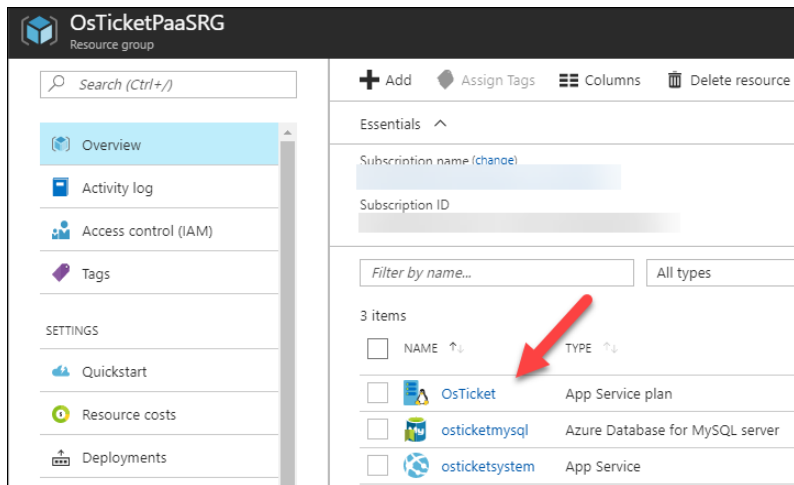 OsTicketPaaSRG
Resource group
Search (Ctrl+/)
Overview
Activity log
Access control (IAM)
Tags
SETTINGS
Quickstart
Resource costs
Deployments
Add Assign Tags Columns Delete resource
Essentials
Subscription name (change)
Subscription ID
Filter by name... All types
3 items
NAME TYPE
OsTicket App Service plan
osticketmysql Azure Database for MySQL server
osticketsystem App Service